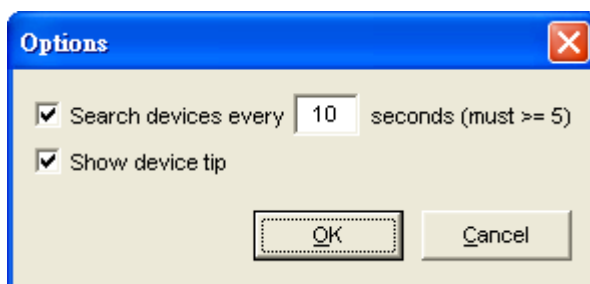 Options
Search devices every 10 seconds (must >= 5)
Show device tip
OK Cancel